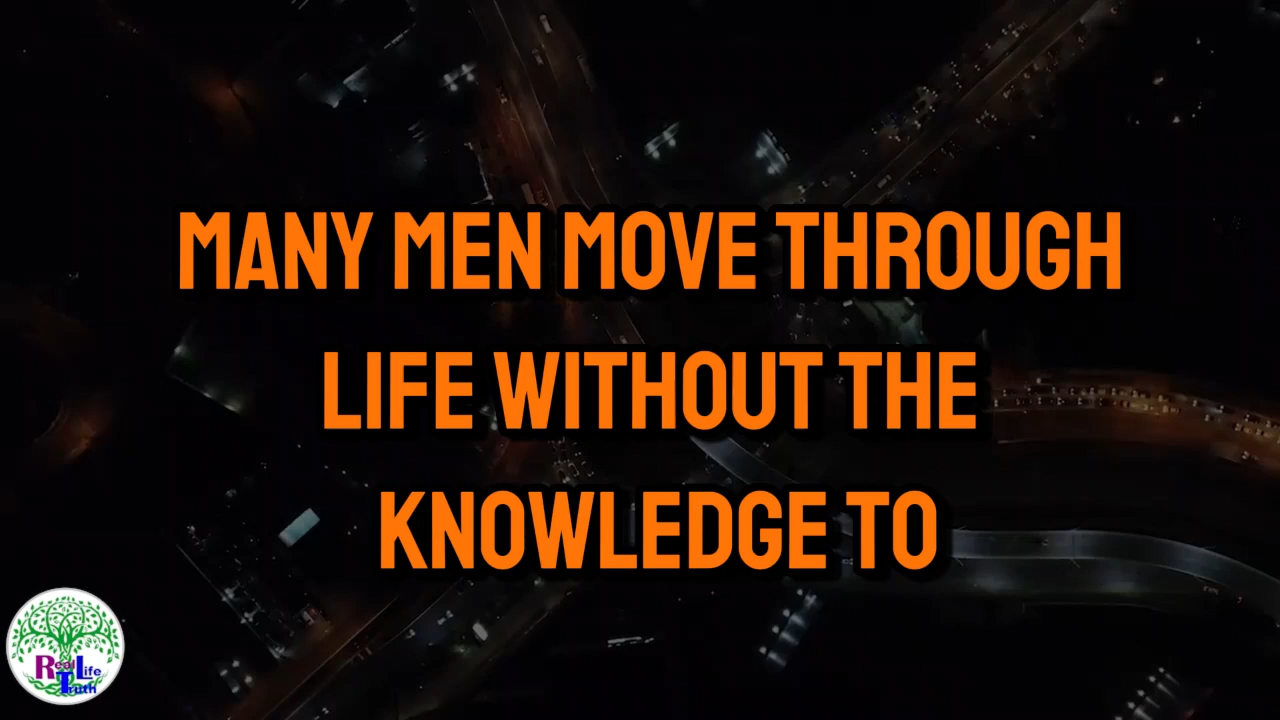 MANY MEN MOVE THROUGH
LIFE WITHOUT THE
KNOWLEDGE TO
Real Life
Truth